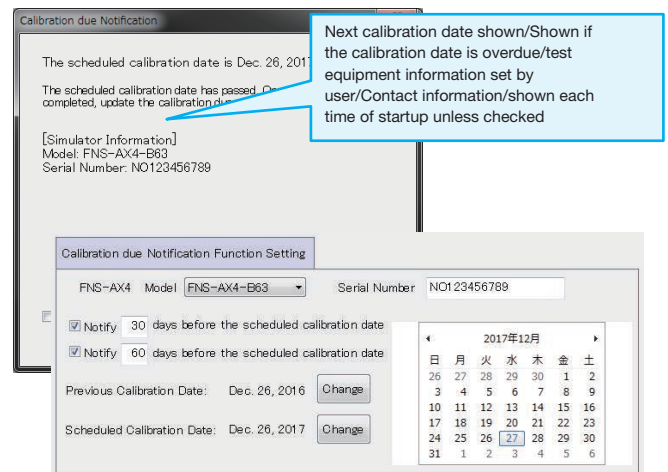 Calibration due Notification
Next calibration date shown/Shown if
the calibration date is overdue/test
equipment information set by
user/Contact information/shown each
time of startup unless checked
The scheduled calibration date is Dec. 26, 2017
The scheduled calibration date has passed.
completed, update the calibration
[Simulator Information]
Model: FNS-AX4-B63
Serial Number: NO123456789
Calibration due Notification Function Setting
FNS-AX4 Model FNS-AX4-B63 Serial Number NO123456789
Notify 30 days before the scheduled calibration date
Notify 60 days before the scheduled calibration date
Previous Calibration Date: Dec. 26, 2016 Change
Scheduled Calibration Date: Dec. 26, 2017 Change
2017年12月
日 月 火 水 木 金 土
26 27 28 29 30 1 2
3 4 5 6 7 8 9
10 11 12 13 14 15 16
17 18 19 20 21 22 23
24 25 26 27 28 29 30
31 1 2 3 4 5 6